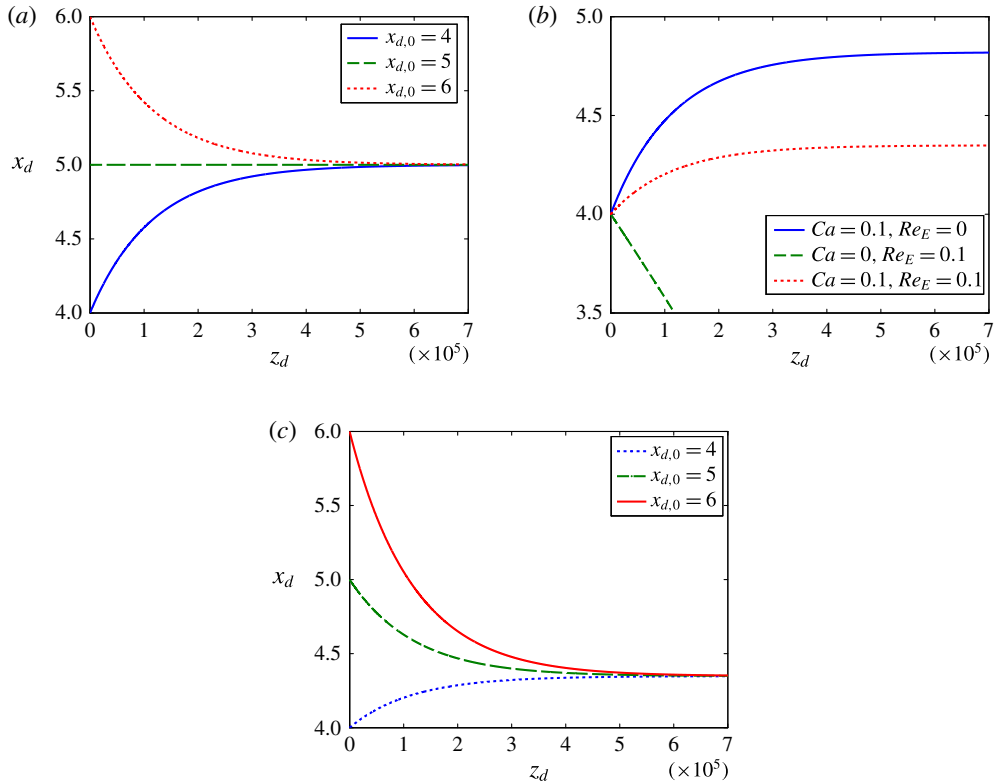 (a)
6.0
5.5
5.0
4.5
4.0
x_d
x_{d,0} = 4
x_{d,0} = 5
x_{d,0} = 6
0 1 2 3 4 5 6 7
z_d
(×10^5)
(b)
5.0
4.5
4.0
3.5
Ca = 0.1, Re_E = 0
Ca = 0, Re_E = 0.1
Ca = 0.1, Re_E = 0.1
0 1 2 3 4 5 6 7
z_d
(×10^5)
(c)
6.0
5.5
5.0
4.5
4.0
x_d
x_{d,0} = 4
x_{d,0} = 5
x_{d,0} = 6
0 1 2 3 4 5 6 7
z_d
(×10^5)